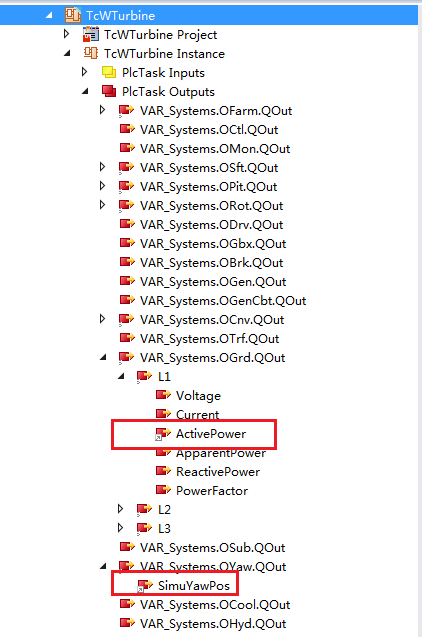 TcWTurbine
TcWTurbine Project
TcWTurbine Instance
PlcTask Inputs
PlcTask Outputs
VAR_Systems.OFarm.QOut
VAR_Systems.OCtl.QOut
VAR_Systems.OMon.QOut
VAR_Systems.OSft.QOut
VAR_Systems.OPit.QOut
VAR_Systems.ORot.QOut
VAR_Systems.ODrv.QOut
VAR_Systems.OGbx.QOut
VAR_Systems.OBrk.QOut
VAR_Systems.OGen.QOut
VAR_Systems.OGenCbt.QOut
VAR_Systems.OCnv.QOut
VAR_Systems.OTrf.QOut
VAR_Systems.OGrd.QOut
L1
Voltage
Current
ActivePower
ApparentPower
ReactivePower
PowerFactor
L2
L3
VAR_Systems.OSub.QOut
VAR_Systems.OYaw.QOut
SimuYawPos
VAR_Systems.OCool.QOut
VAR_Systems.OHyd.QOut